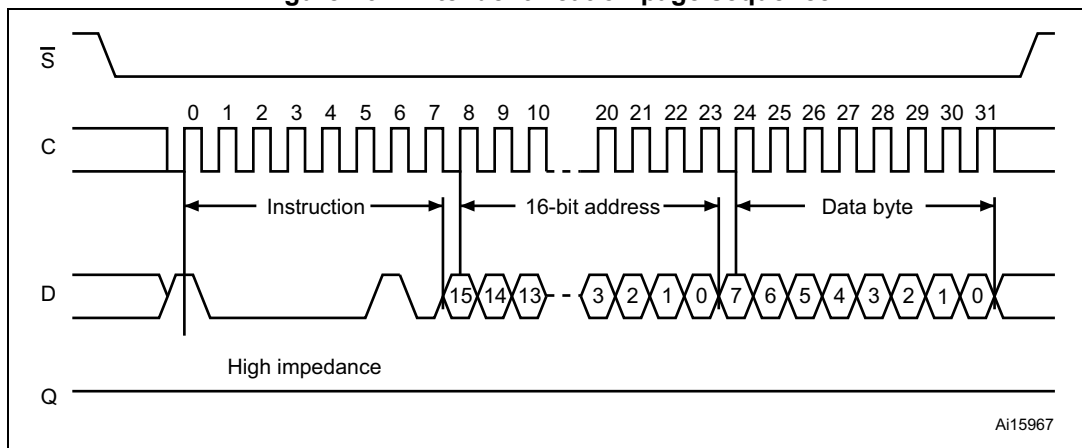 S
0 1 2 3 4 5 6 7 8 9 10 20 21 22 23 24 25 26 27 28 29 30 31
C
Instruction 16-bit address Data byte
D
15 14 13 3 2 1 0 7 6 5 4 3 2 1 0
High impedance
Q
Ai15967